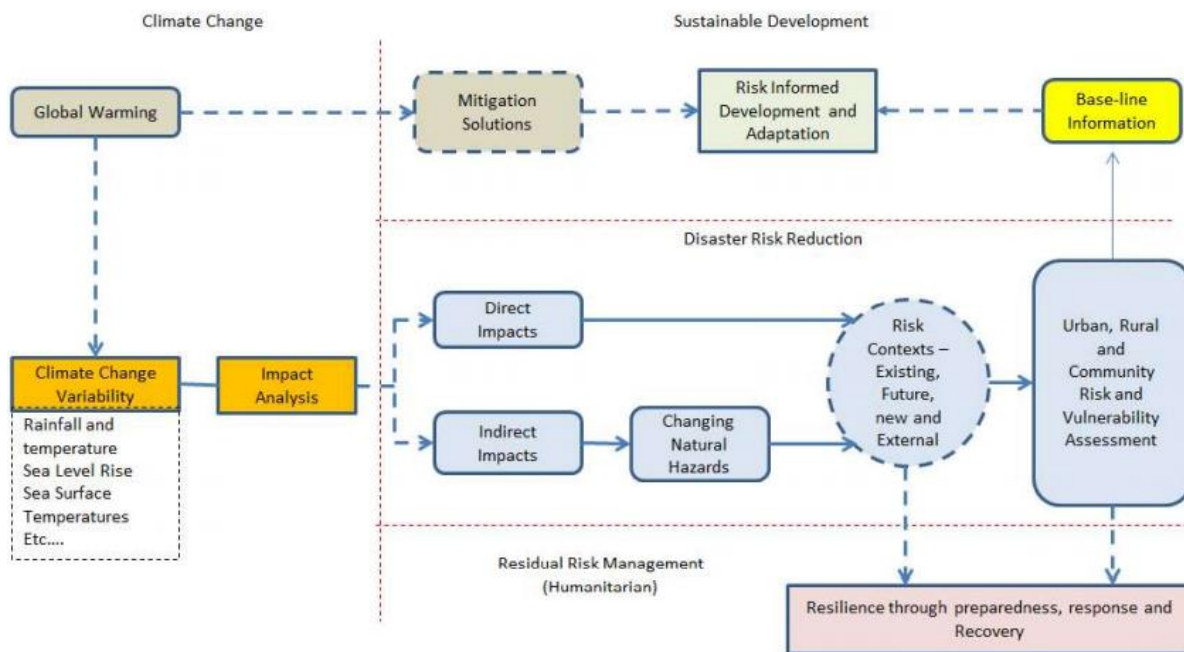 Climate Change
Sustainable Development
Global Warming
Mitigation
Solutions
Risk Informed
Development and
Adaptation
Base-line
Information
Disaster Risk Reduction
Direct
Impacts
Risk
Contexts –
Existing,
Future,
new and
External
Urban, Rural
and
Community
Risk and
Vulnerability
Assessment
Climate Change
Variability
Impact
Analysis
Rainfall and
temperature
Sea Level Rise
Sea Surface
Temperatures
Etc....
Indirect
Impacts
Changing
Natural
Hazards
Residual Risk Management
(Humanitarian)
Resilience through preparedness, response and
Recovery